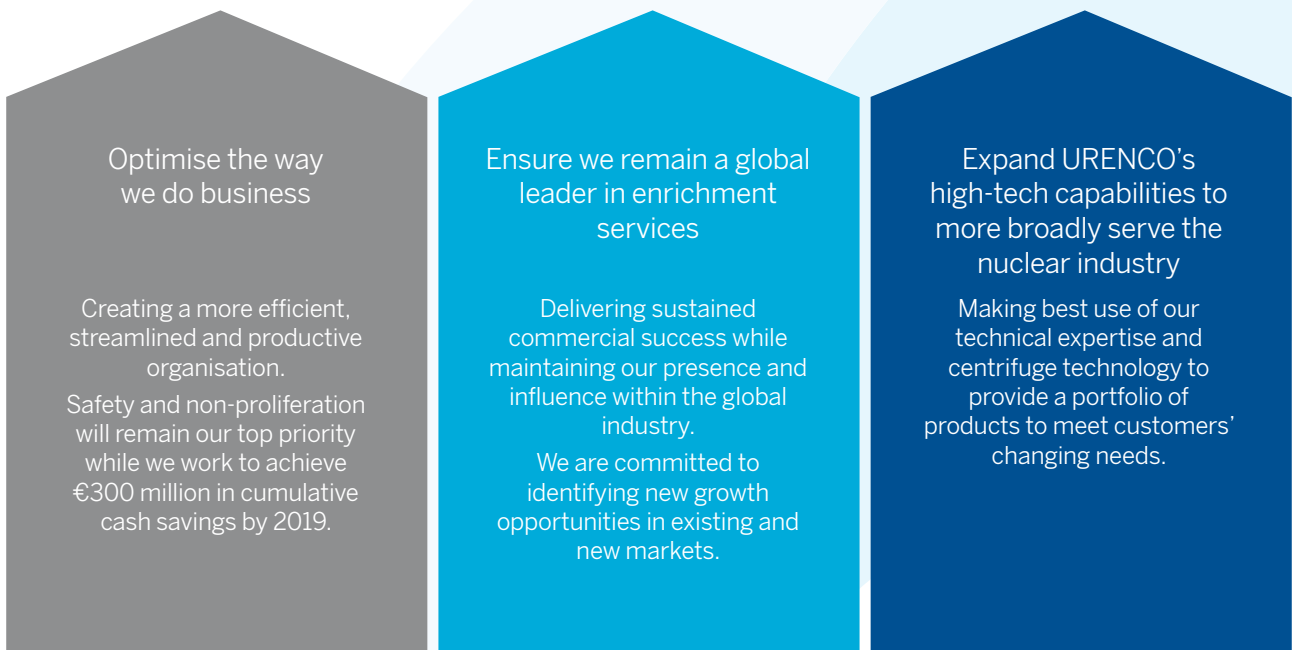 Optimise the way
we do business
Creating a more efficient,
streamlined and productive
organisation.
Safety and non-proliferation
will remain our top priority
while we work to achieve
€300 million in cumulative
cash savings by 2019.
Ensure we remain a global
leader in enrichment
services
Delivering sustained
commercial success while
maintaining our presence and
influence within the global
industry.
We are committed to
identifying new growth
opportunities in existing and
new markets.
Expand URENCO’s
high-tech capabilities to
more broadly serve the
nuclear industry
Making best use of our
technical expertise and
centrifuge technology to
provide a portfolio of
products to meet customers’
changing needs.